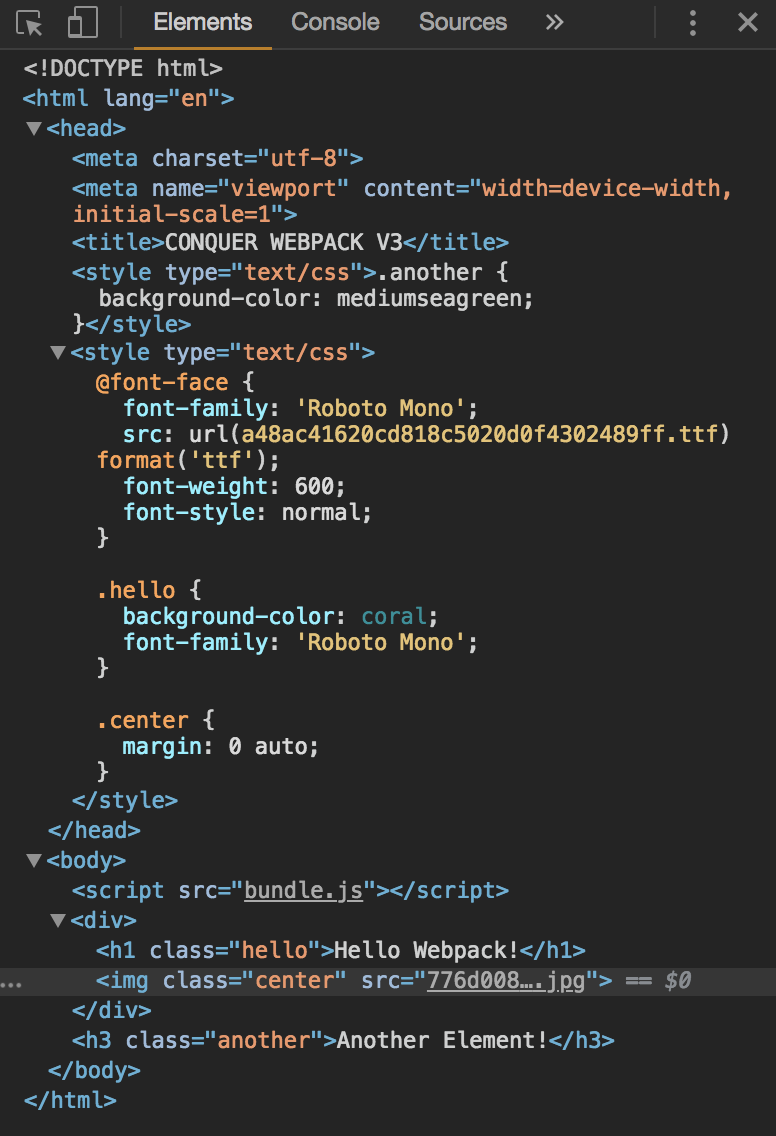 Elements Console Sources »
<!DOCTYPE html>
<html lang="en">
<head>
<meta charset="utf-8">
<meta name="viewport" content="width=device-width,
initial-scale=1">
<title>CONQUER WEBPACK V3</title>
<style type="text/css">.another {
background-color: mediumseagreen;
}</style>
<style type="text/css">
@font-face {
font-family: 'Roboto Mono';
src: url(a48ac41620cd818c5020d0f4302489ff.ttf)
format('ttf');
font-weight: 600;
font-style: normal;
}
.hello {
background-color: coral;
font-family: 'Roboto Mono';
}
.center {
margin: 0 auto;
}
</style>
</head>
<body>
<script src="bundle.js"></script>
<div>
<h1 class="hello">Hello Webpack!</h1>
… <img class="center" src="776d008….jpg"> == $0
</div>
<h3 class="another">Another Element!</h3>
</body>
</html>